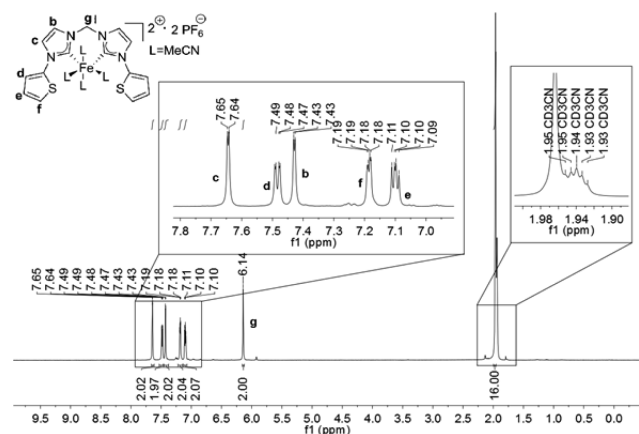 b
g
c
N
N
N
N
L
L
Fe
L
L
d
e
f
S
S
2⊕
· 2 PF6⊖
L=MeCN
7.65
7.64
7.49
7.48
7.47
7.43
7.43
7.19
7.19
7.18
7.18
7.11
7.10
7.10
7.09
c
d
b
f
e
7.8 7.7 7.6 7.5 7.4 7.3 7.2 7.1 7.0
f1 (ppm)
1.95 CD3CN
1.95 CD3CN
1.94 CD3CN
1.93 CD3CN
1.93 CD3CN
1.98 1.94 1.90
f1 (ppm)
7.65
7.64
7.49
7.49
7.48
7.47
7.43
7.43
7.19
7.18
7.18
7.11
7.10
7.10
6.14
g
2.02
1.97
2.02
2.04
2.07
2.00
16.00
9.5 9.0 8.5 8.0 7.5 7.0 6.5 6.0 5.5 5.0 4.5 4.0 3.5 3.0 2.5 2.0 1.5 1.0 0.5 0.0
f1 (ppm)